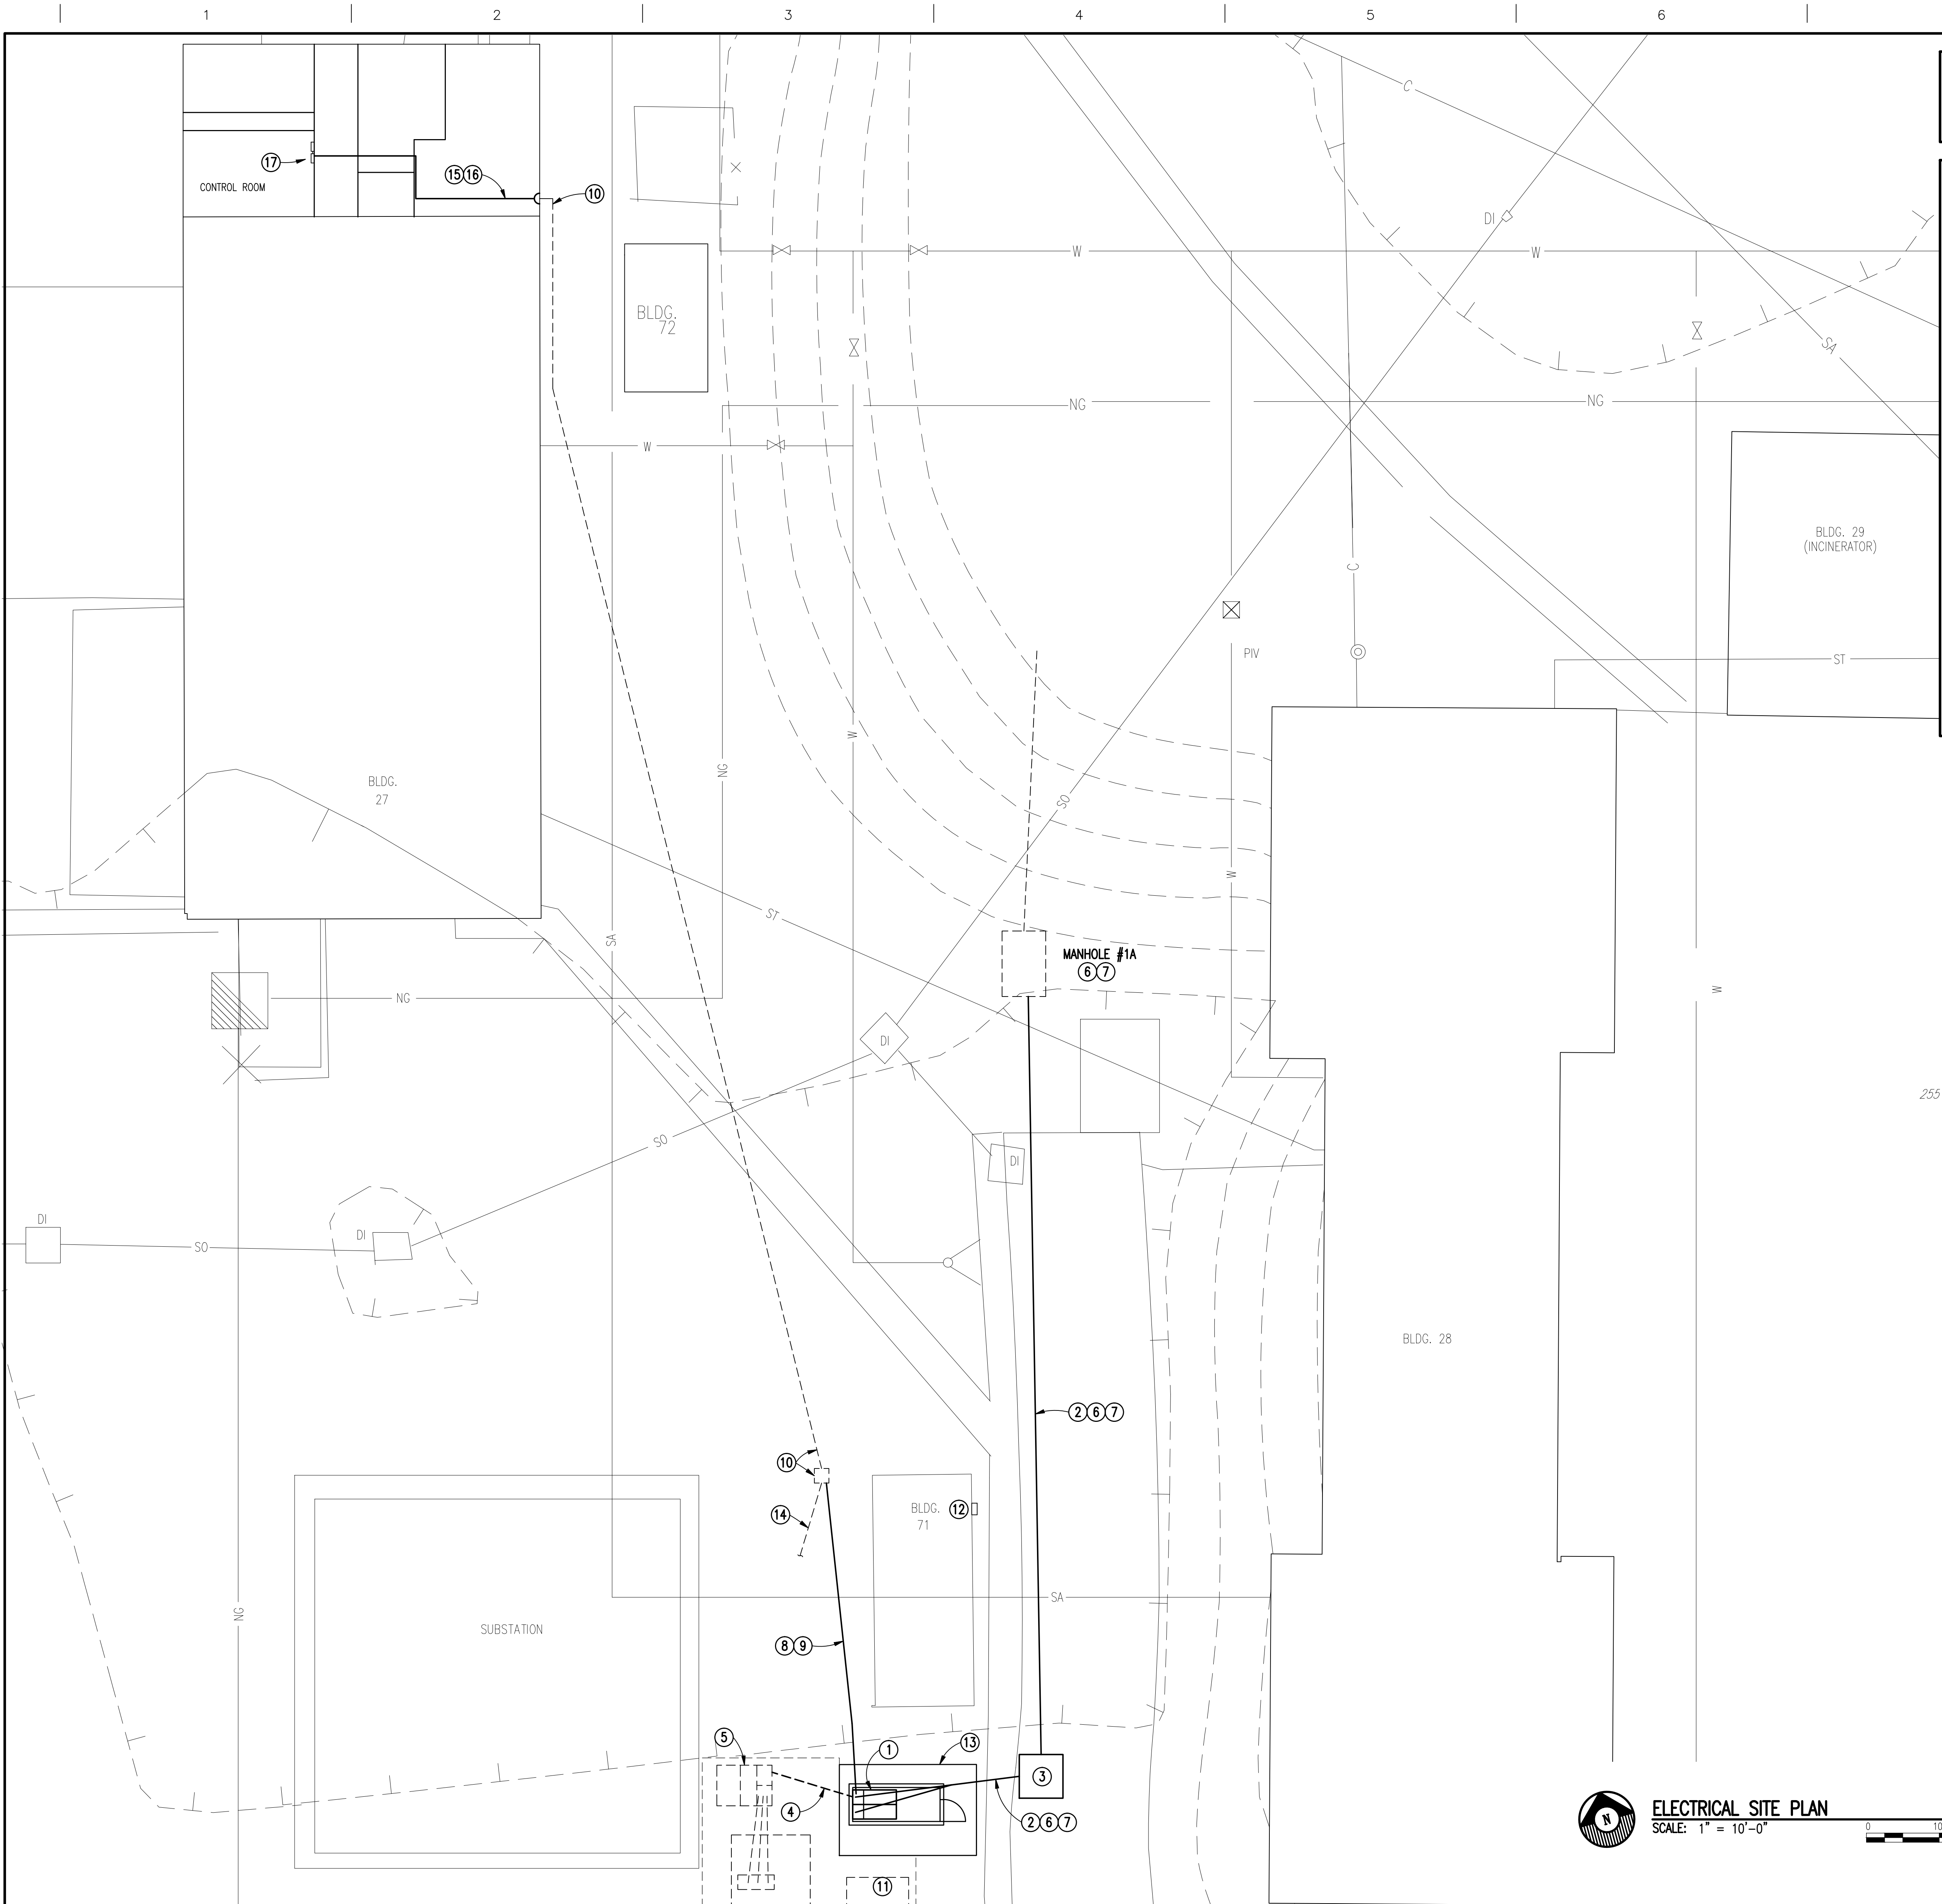 1 2 3 4 5 6
C
17
15 16
10
CONTROL ROOM
DI
W W
BLDG.
72
SA
NG NG
W
BLDG. 29
(INCINERATOR)
C
PIV
ST
W
NG
BLDG.
27
SO
W
ST
SA
MANHOLE #1A
6 7
NG
W
DI
255
SO
DI
DI
DI
SO
BLDG. 28
2 6 7
10
14
BLDG.
71
12
SA
NG
SUBSTATION
8 9
5
1
13
3
4
2 6 7
N
ELECTRICAL SITE PLAN
SCALE: 1" = 10'-0"
0 10
11